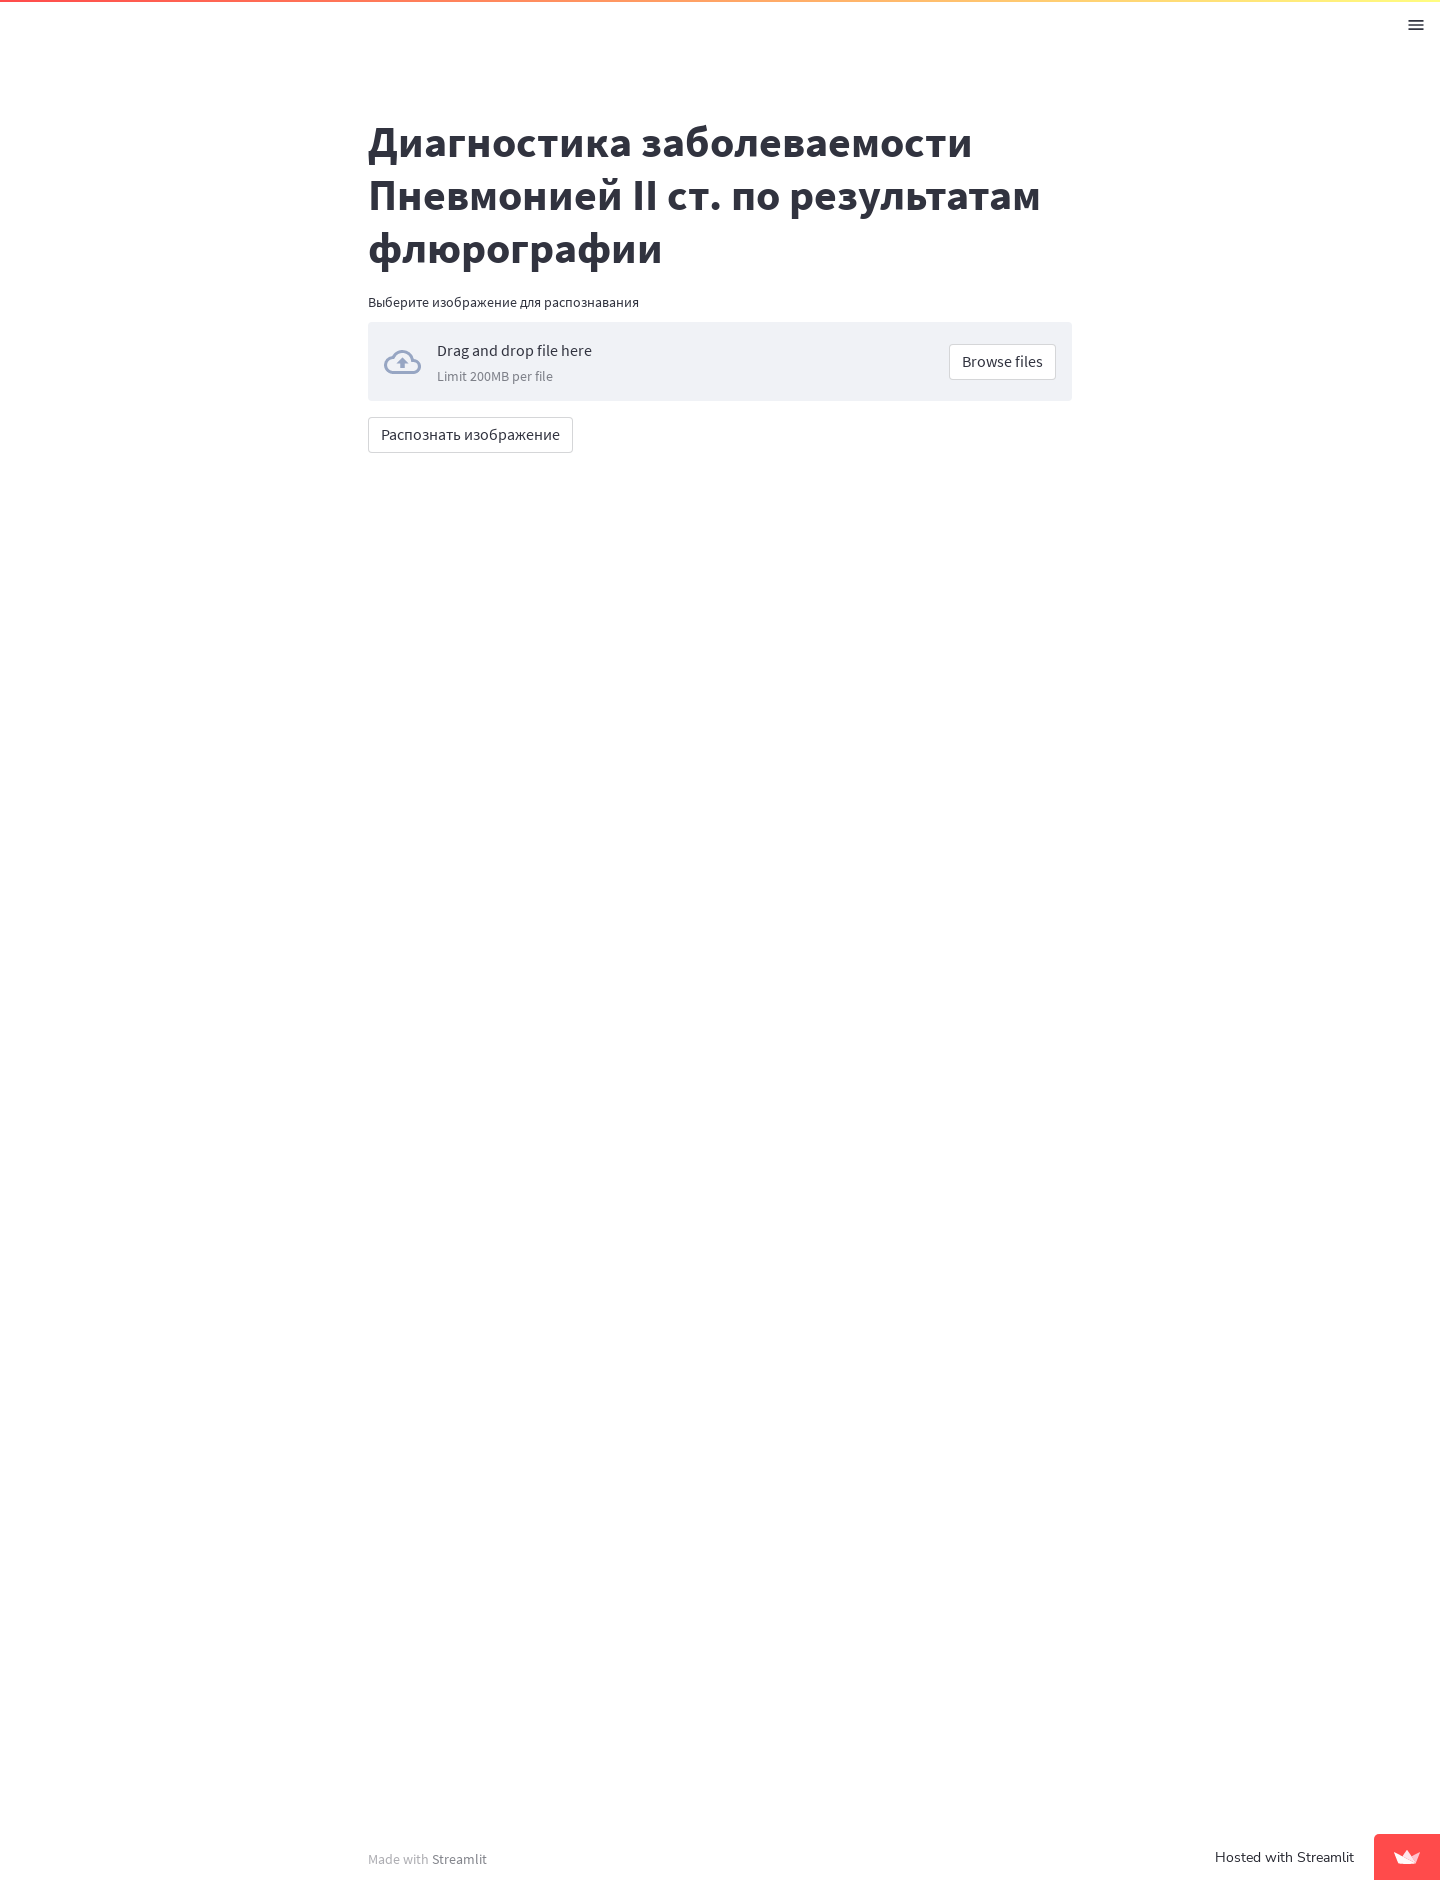 Диагностика заболеваемости
Пневмонией II ст. по результатам
флюрографии
Выберите изображение для распознавания
Drag and drop file here
Limit 200MB per file
Browse files
Распознать изображение
Made with Streamlit
Hosted with Streamlit